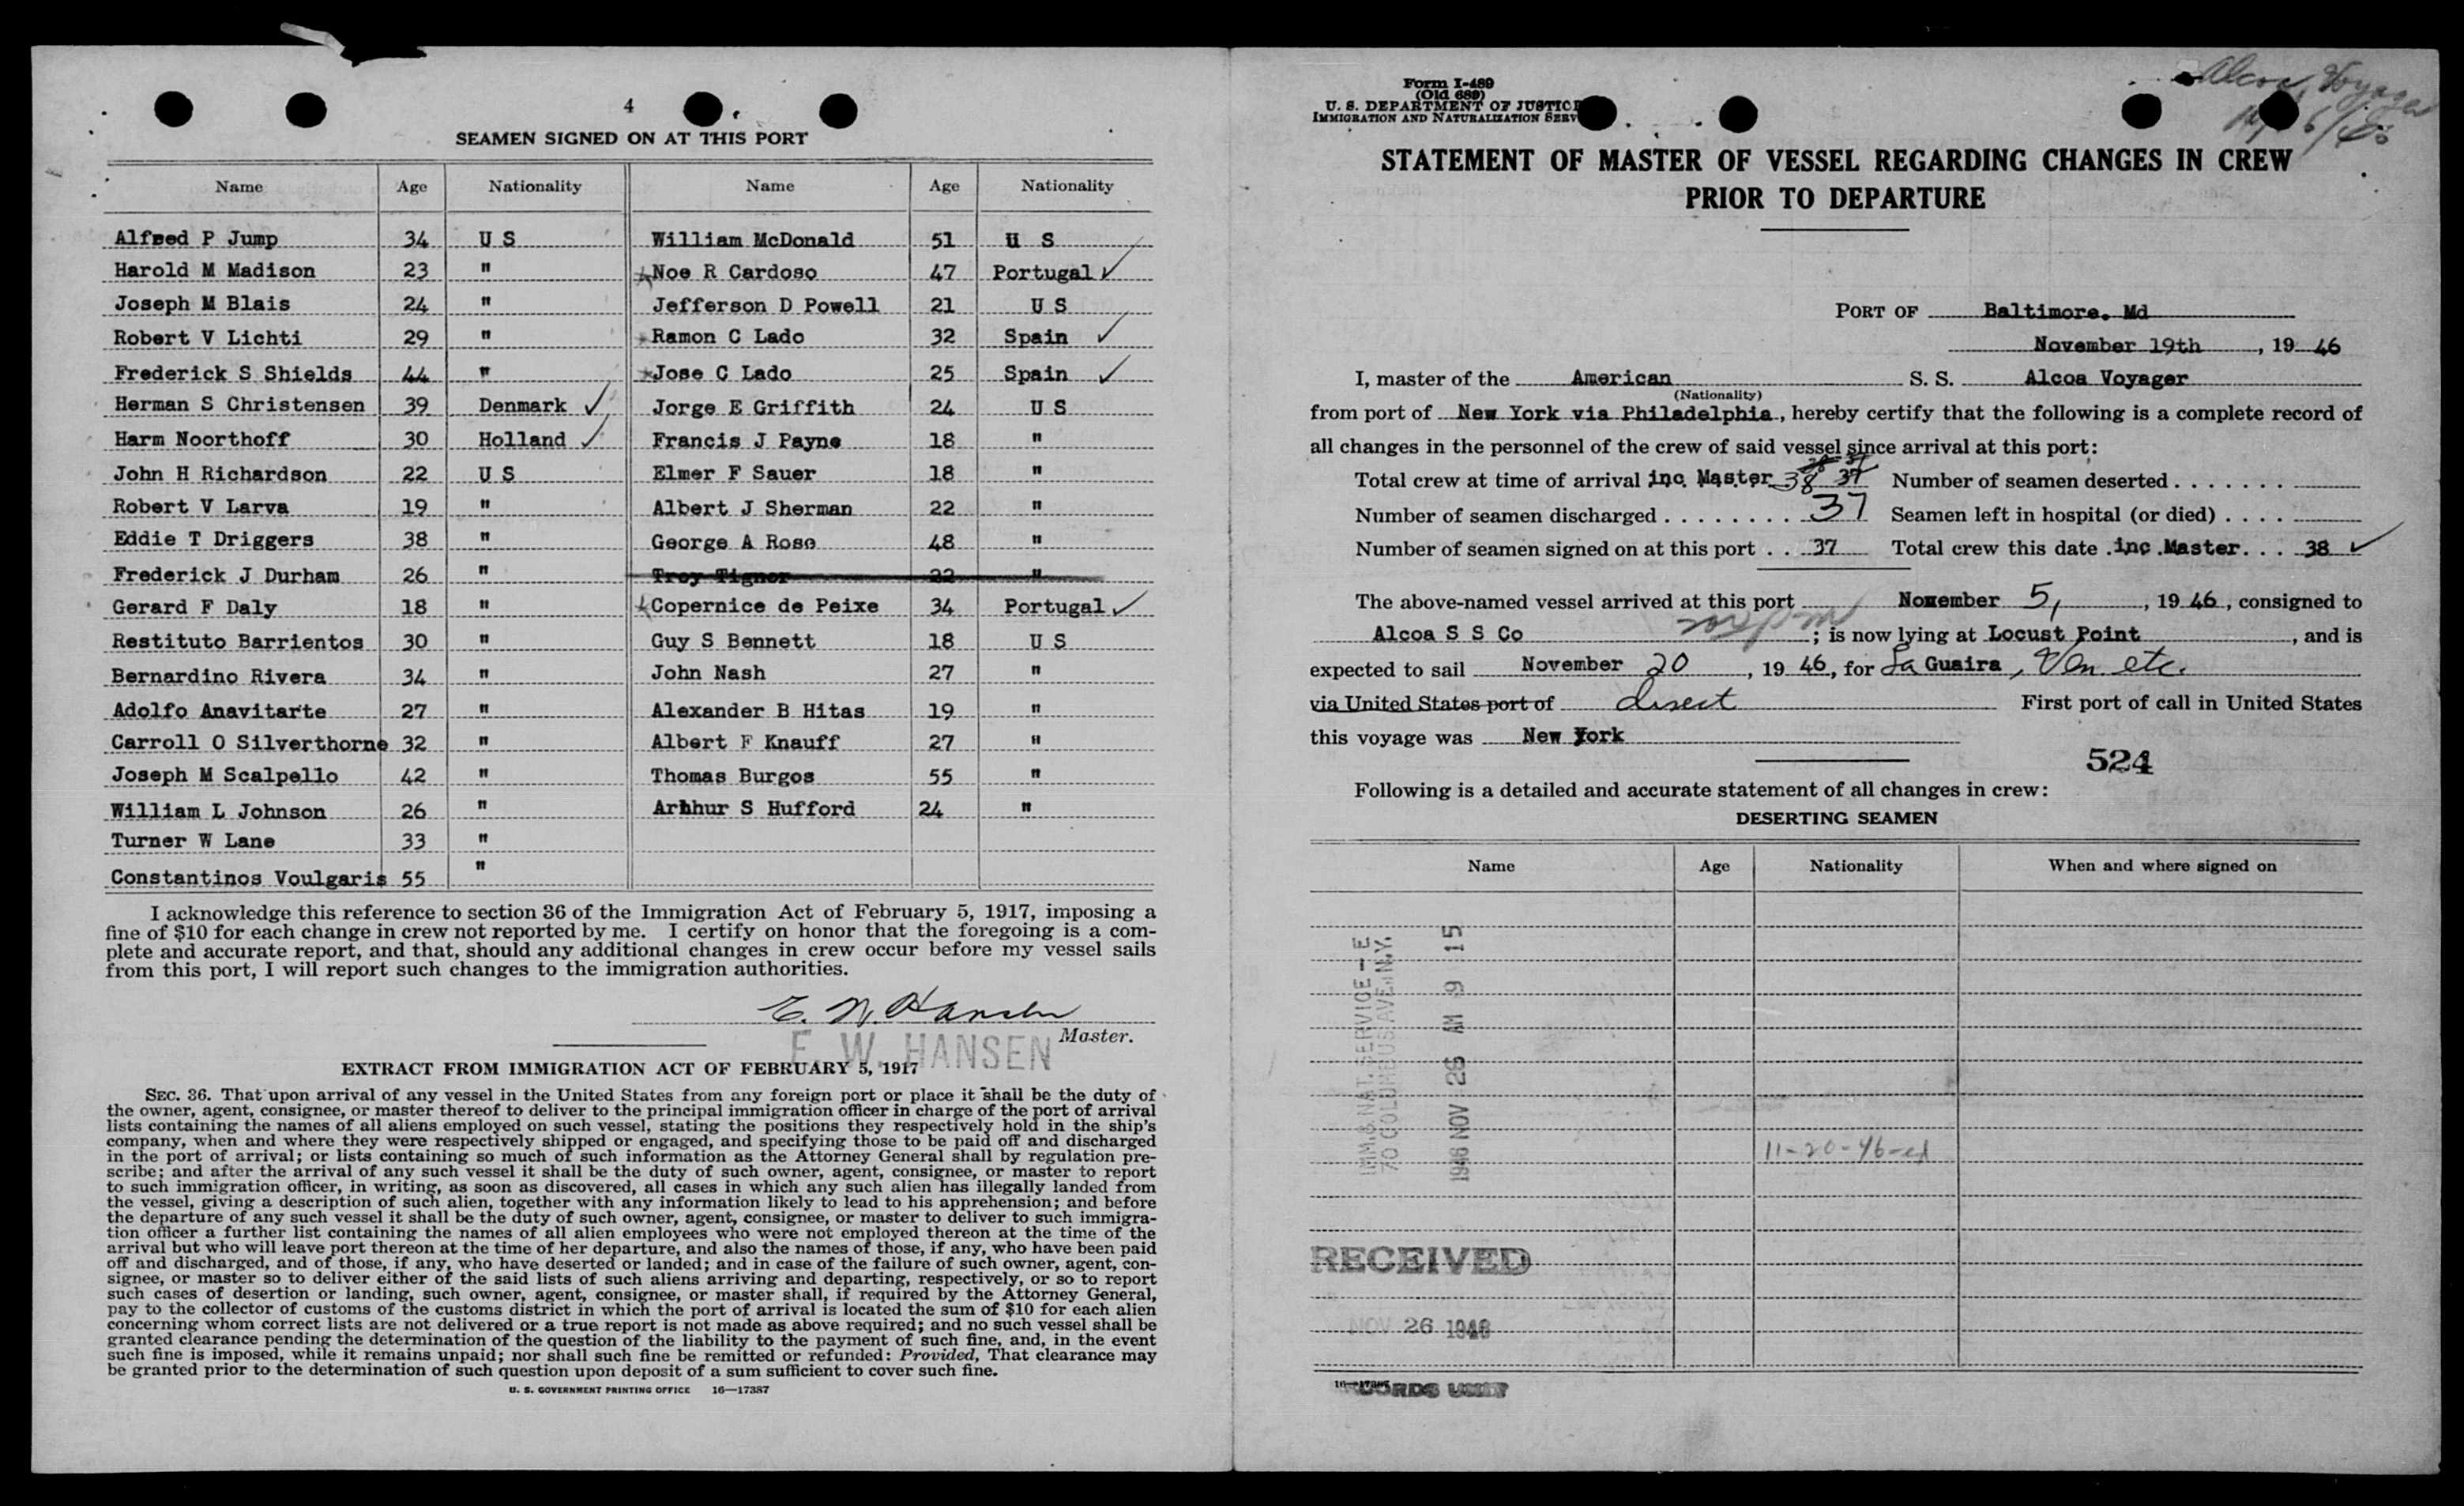 4
SEAMEN SIGNED ON AT THIS PORT
Name Age Nationality Name Age Nationality
Alfred P Jump 34 U S William McDonald 51 U S
Harold M Madison 23 " Noe R Cardoso 47 Portugal ✓
Joseph M Blais 24 " Jefferson D Powell 21 U S
Robert V Lichti 29 " Ramon C Lado 32 Spain ✓
Frederick S Shields 44 " Jose C Lado 25 Spain ✓
Herman S Christensen 39 Denmark ✓ Jorge E Griffith 24 U S
Harm Noorthoff 30 Holland ✓ Francis J Payne 18 "
John H Richardson 22 U S Elmer F Sauer 18 "
Robert V Larva 19 " Albert J Sherman 22 "
Eddie T Driggers 38 " George A Rose 48 "
Frederick J Durham 26 " Troy Tignor 22 "
Gerard F Daly 18 " Copernice de Peixe 34 Portugal ✓
Restituto Barrientos 30 " Guy S Bennett 18 U S
Bernardino Rivera 34 " John Nash 27 "
Adolfo Anavitarte 27 " Alexander B Hitas 19 "
Carroll O Silverthorne 32 " Albert F Knauff 27 "
Joseph M Scalpello 42 " Thomas Burgos 55 "
William L Johnson 26 " Arhhur S Hufford 24 "
Turner W Lane 33 "
Constantinos Voulgaris 55 "
I acknowledge this reference to section 36 of the Immigration Act of February 5, 1917, imposing a
fine of $10 for each change in crew not reported by me. I certify on honor that the foregoing is a com-
plete and accurate report, and that, should any additional changes in crew occur before my vessel sails
from this port, I will report such changes to the immigration authorities.
E. W. Hansen
Master.
E. W. HANSEN
EXTRACT FROM IMMIGRATION ACT OF FEBRUARY 5, 1917
SEC. 36. That upon arrival of any vessel in the United States from any foreign port or place it shall be the duty of
the owner, agent, consignee, or master thereof to deliver to the principal immigration officer in charge of the port of arrival
lists containing the names of all aliens employed on such vessel, stating the positions they respectively hold in the ship's
company, when and where they were respectively shipped or engaged, and specifying those to be paid off and discharged
in the port of arrival; or lists containing so much of such information as the Attorney General shall by regulation pre-
scribe; and after the arrival of any such vessel it shall be the duty of such owner, agent, consignee, or master to report
to such immigration officer, in writing, as soon as discovered, all cases in which any such alien has illegally landed from
the vessel, giving a description of such alien, together with any information likely to lead to his apprehension; and before
the departure of any such vessel it shall be the duty of such owner, agent, consignee, or master to deliver to such immigra-
tion officer a further list containing the names of all alien employees who were not employed thereon at the time of the
arrival but who will leave port thereon at the time of her departure, and also the names of those, if any, who have been paid
off and discharged, and of those, if any, who have deserted or landed; and in case of the failure of such owner, agent, con-
signee, or master so to deliver either of the said lists of such aliens arriving and departing, respectively, or so to report
such cases of desertion or landing, such owner, agent, consignee, or master shall, if required by the Attorney General,
pay to the collector of customs of the customs district in which the port of arrival is located the sum of $10 for each alien
concerning whom correct lists are not delivered or a true report is not made as above required; and no such vessel shall be
granted clearance pending the determination of the question of the liability to the payment of such fine, and, in the event
such fine is imposed, while it remains unpaid; nor shall such fine be remitted or refunded: Provided, That clearance may
be granted prior to the determination of such question upon deposit of a sum sufficient to cover such fine.
U. S. GOVERNMENT PRINTING OFFICE 16—17387
Form I-489
(Old 689)
U. S. DEPARTMENT OF JUSTICE
IMMIGRATION AND NATURALIZATION SERV
Alcoa Voyager
STATEMENT OF MASTER OF VESSEL REGARDING CHANGES IN CREW
PRIOR TO DEPARTURE
PORT OF Baltimore. Md
November 19th, 19 46
I, master of the American S. S. Alcoa Voyager
(Nationality)
from port of New York via Philadelphia, hereby certify that the following is a complete record of
all changes in the personnel of the crew of said vessel since arrival at this port:
Total crew at time of arrival inc. Master 38 37 Number of seamen deserted
Number of seamen discharged 37 Seamen left in hospital (or died)
Number of seamen signed on at this port 37 Total crew this date inc Master 38 ✓
The above-named vessel arrived at this port November 5, 19 46, consigned to
Alcoa S S Co ; is now lying at Locust Point, and is
expected to sail November 20, 19 46, for La Guaira, Ven etc.
via United States port of direct First port of call in United States
this voyage was New York
524
Following is a detailed and accurate statement of all changes in crew:
DESERTING SEAMEN
Name Age Nationality When and where signed on
IMM. & NAT. SERVICE - E
70 COLUMBUS AVE. N.Y.
1946 NOV 26 AM 9 15
11-20-46-
RECEIVED
NOV 26 1946
RECORDS UNIT